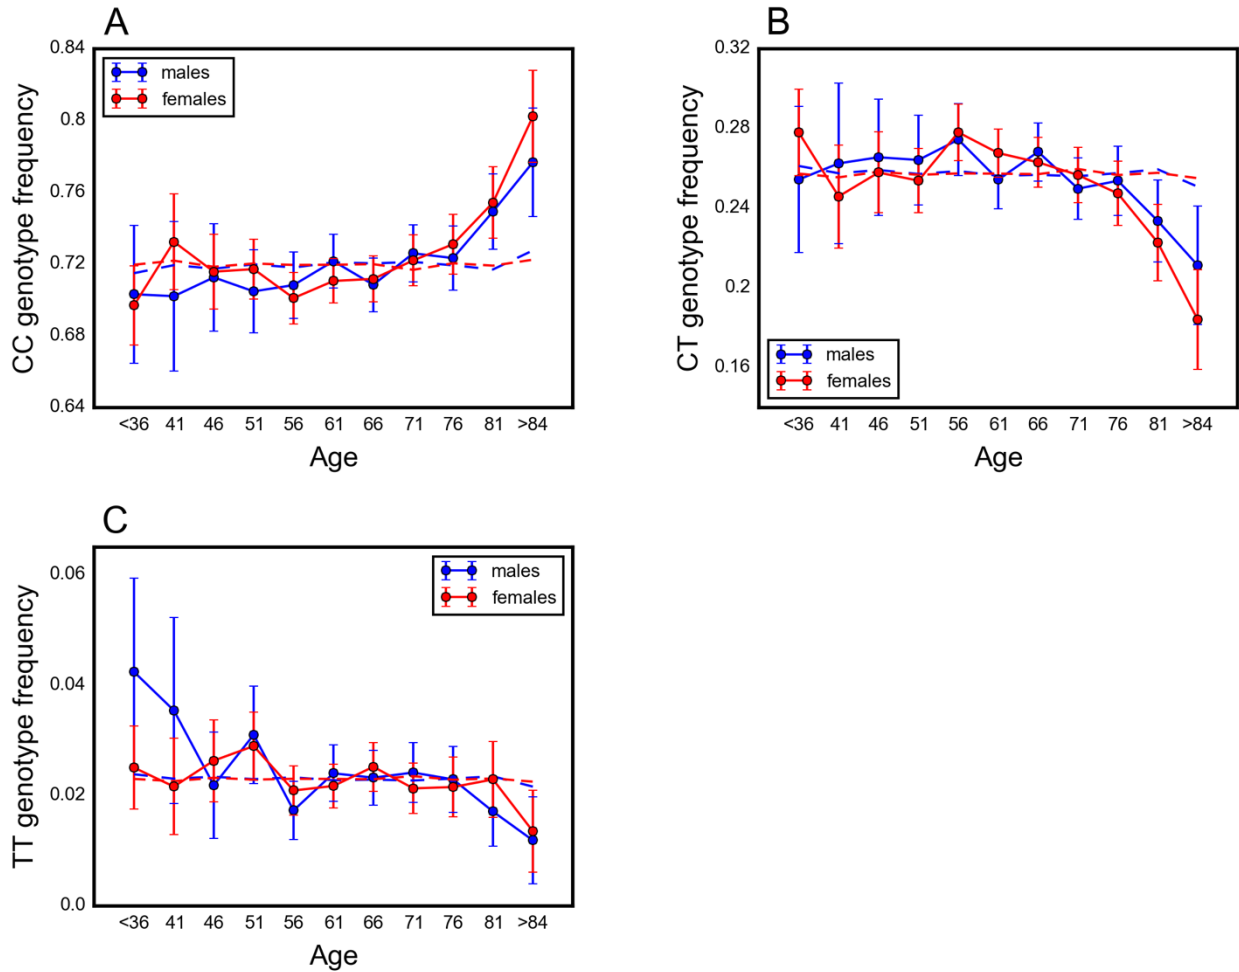 A
CC genotype frequency
0.84
0.8
0.76
0.72
0.68
0.64
males
females
<36 41 46 51 56 61 66 71 76 81 >84
Age
B
CT genotype frequency
0.32
0.28
0.24
0.2
0.16
males
females
<36 41 46 51 56 61 66 71 76 81 >84
Age
C
TT genotype frequency
0.06
0.04
0.02
0.0
males
females
<36 41 46 51 56 61 66 71 76 81 >84
Age